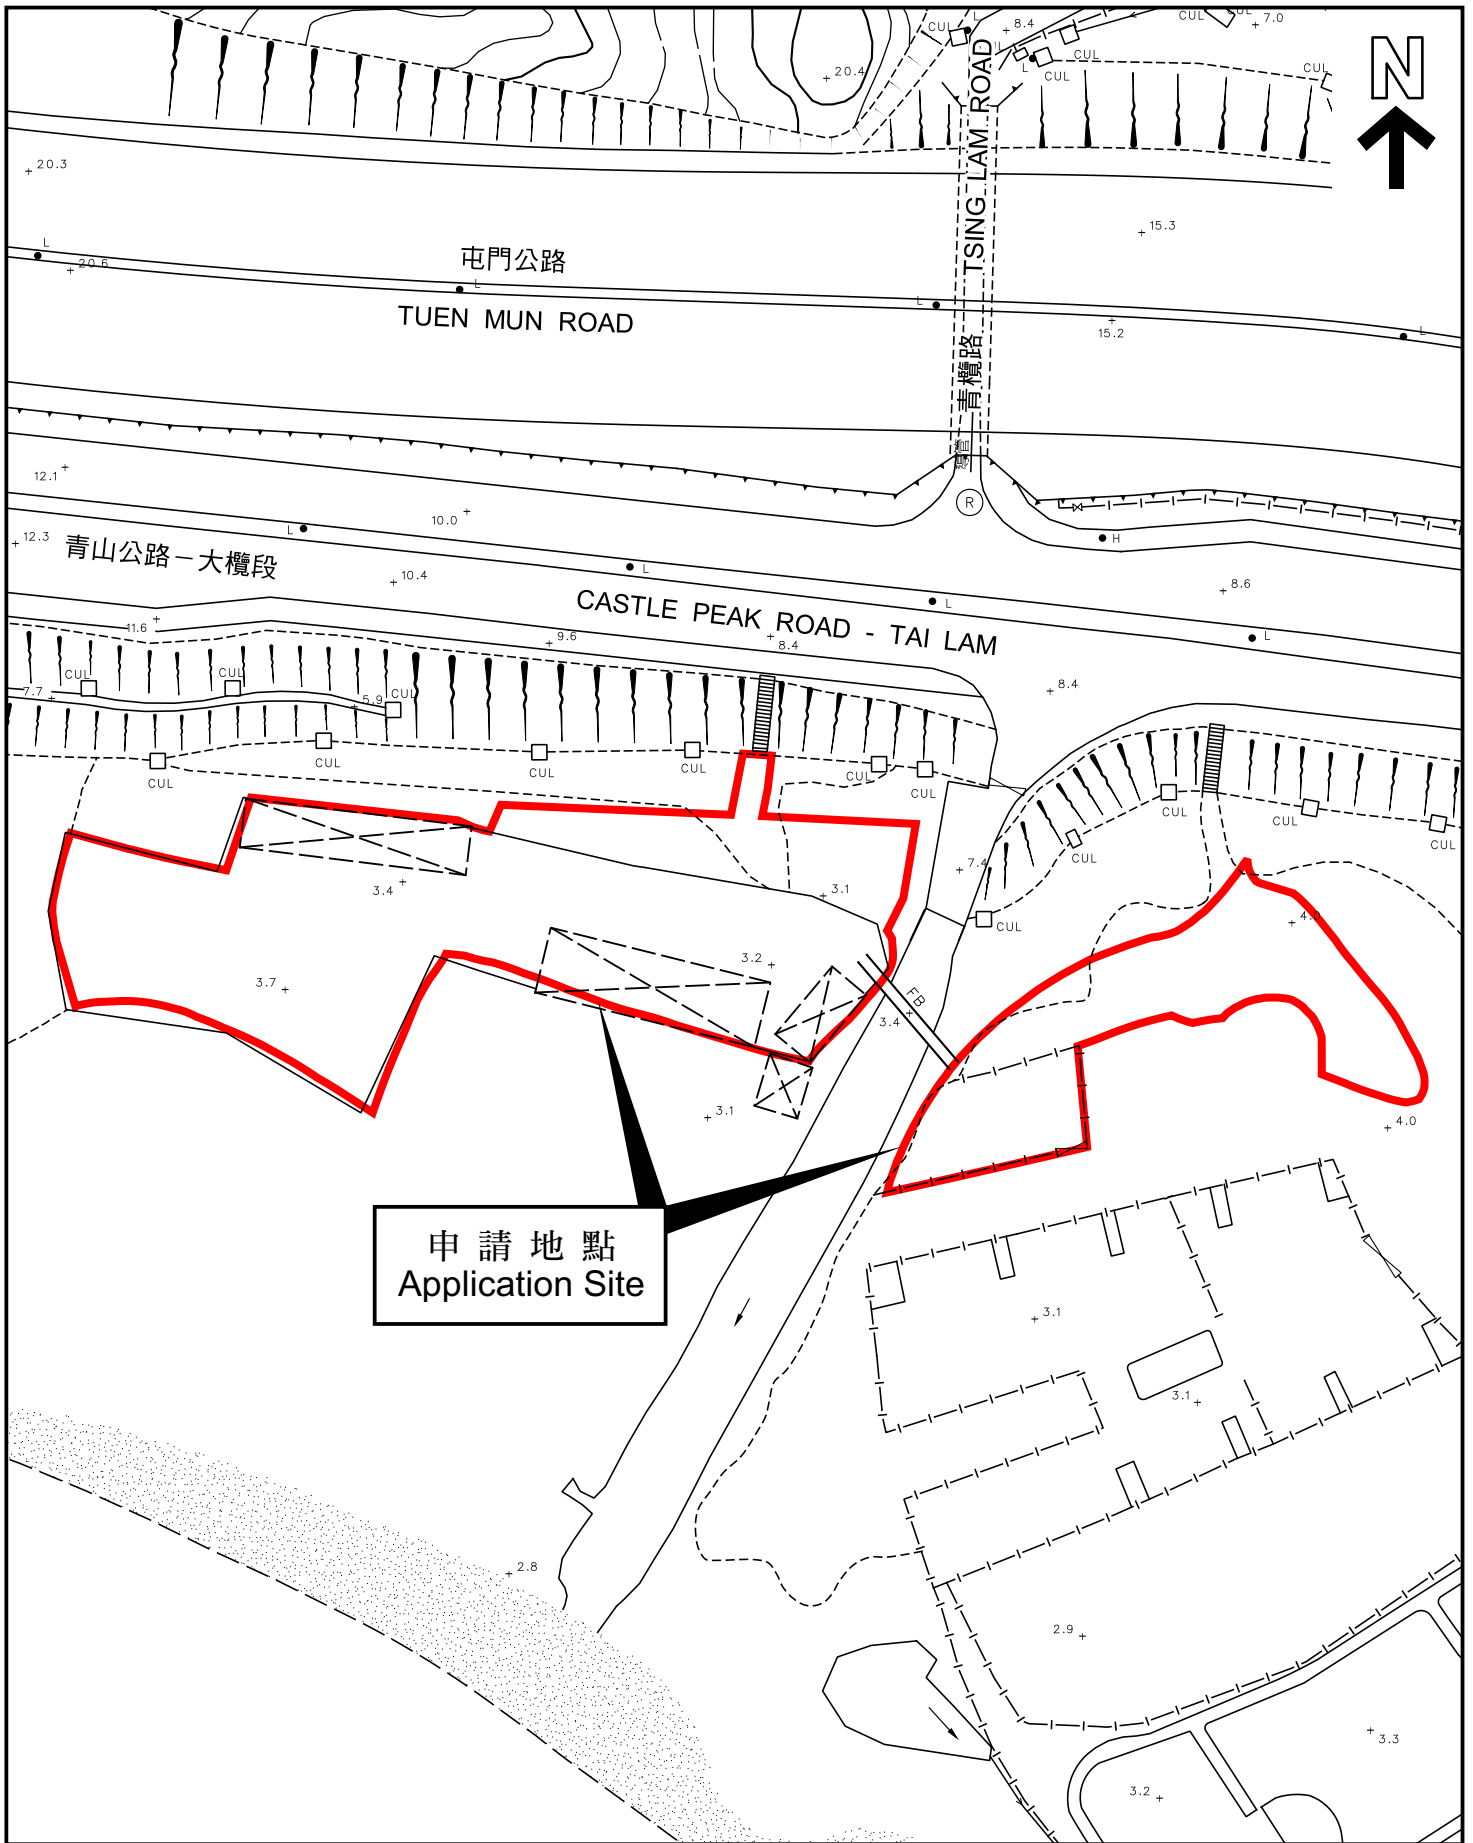 CUL
L
8.4
CUL
CUL
7.0
N
20.4
L
CUL
CUL
CUL
TSING LAM ROAD
青欖路
20.3
15.3
L
20.6
屯門公路
L
TUEN MUN ROAD
L
15.2
L
12.1
10.0
R
12.3
青山公路－大欖段
L
10.4
L
H
8.6
CASTLE PEAK ROAD - TAI LAM
L
L
11.6
9.6
8.4
CUL
CUL
7.7
5.9
CUL
8.4
CUL
CUL
CUL
CUL
CUL
CUL
CUL
CUL
CUL
3.4
3.1
7.4
CUL
4.0
3.7
3.2
FB
3.4
3.1
4.0
申請地點
Application Site
3.1
3.1
2.8
2.9
3.3
3.2